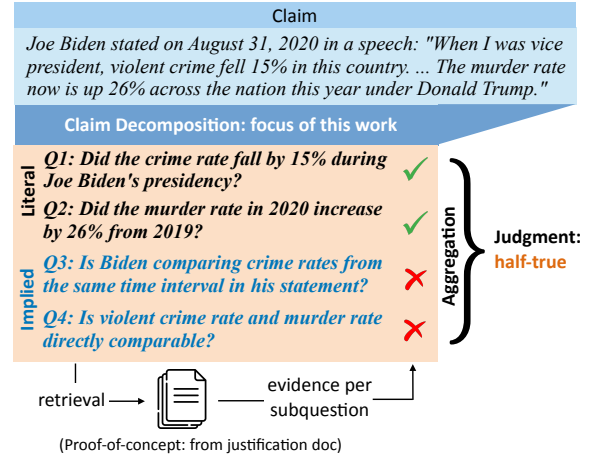 Claim
Joe Biden stated on August 31, 2020 in a speech: "When I was vice
president, violent crime fell 15% in this country. ... The murder rate
now is up 26% across the nation this year under Donald Trump."
Claim Decomposition: focus of this work
Literal
Q1: Did the crime rate fall by 15% during
Joe Biden's presidency?
Q2: Did the murder rate in 2020 increase
by 26% from 2019?
Implied
Q3: Is Biden comparing crime rates from
the same time interval in his statement?
Q4: Is violent crime rate and murder rate
directly comparable?
Aggregation
Judgment:
half-true
retrieval
evidence per
subquestion
(Proof-of-concept: from justification doc)